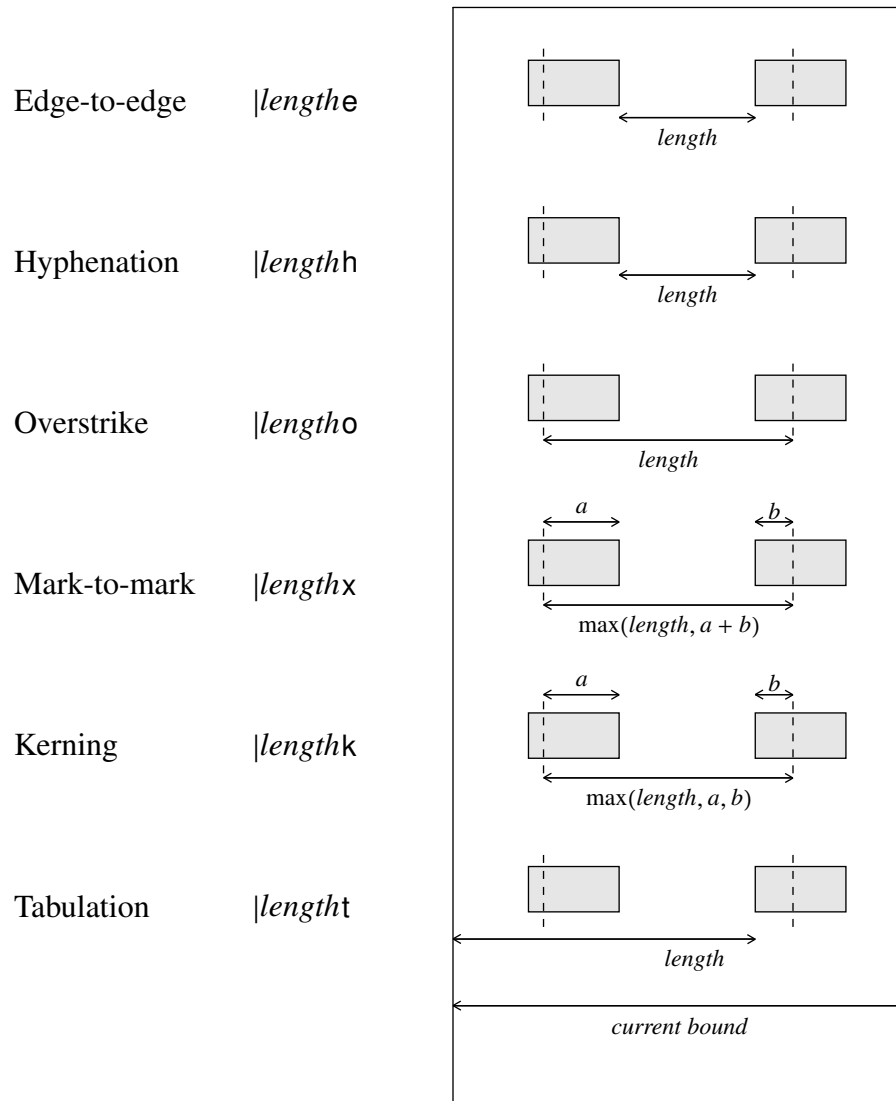 Edge-to-edge |lengthe
length
Hyphenation |lengthh
length
Overstrike |lengtho
length
a b
Mark-to-mark |lengthx
max(length, a + b)
a b
Kerning |lengthk
max(length, a, b)
Tabulation |lengtht
length
current bound